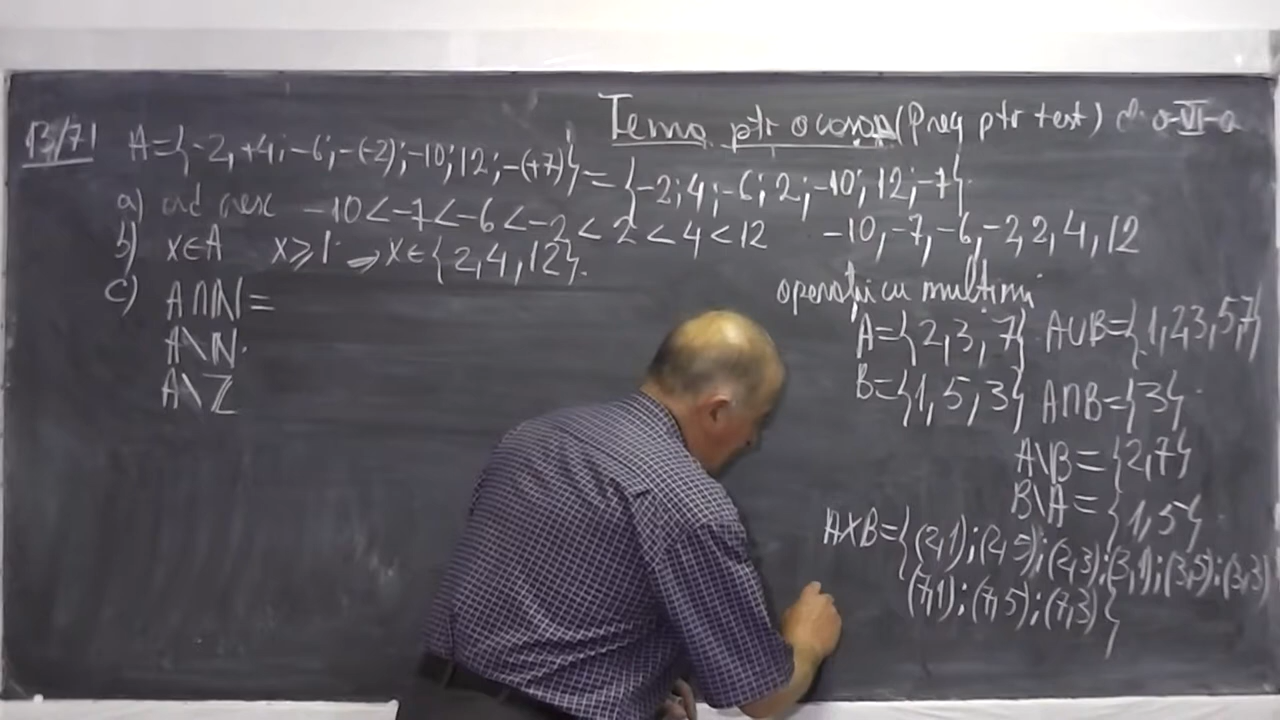 Tema ptr acasa (Preg ptr test) cl. a-VI-a
13/71 A={-2, +4; -6; -(-2); -10; 12; -(+7)} = {-2; 4; -6; 2; -10; 12; -7}
a) ord cresc -10 < -7 < -6 < -2 < 2 < 4 < 12 -10, -7, -6, -2, 2, 4, 12
b) x∈A x⩾1 ⇒ x∈{2, 4, 12}.
c) A∩N=
A\N.
A\Z
operații cu mulțimi
A={2, 3, 7} A∪B={1, 2, 3, 5, 7}
B={1, 5, 3} A∩B={3}.
A\B={2, 7}
B\A={1, 5}.
A×B={(2,1); (2,5); (2,3); (3,1); (3,5); (3,3)
(7,1); (7,5); (7,3)}